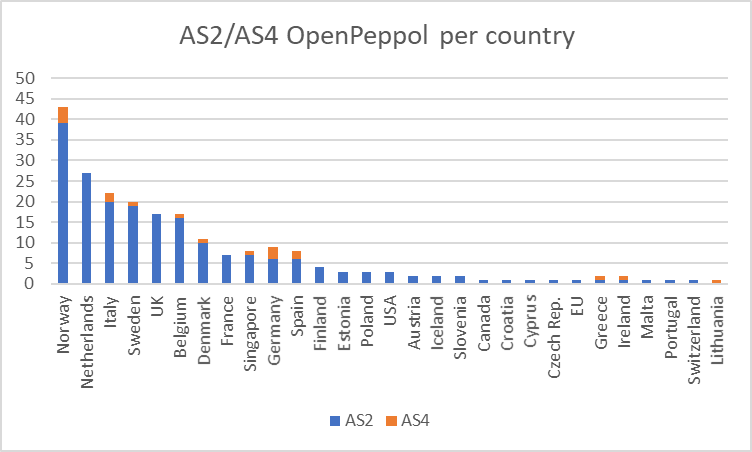 AS2/AS4 OpenPeppol per country
50
45
40
35
30
25
20
15
10
5
0
Norway
Netherlands
Italy
Sweden
UK
Belgium
Denmark
France
Singapore
Germany
Spain
Finland
Estonia
Poland
USA
Austria
Iceland
Slovenia
Canada
Croatia
Cyprus
Czech Rep.
EU
Greece
Ireland
Malta
Portugal
Switzerland
Lithuania
AS2 AS4